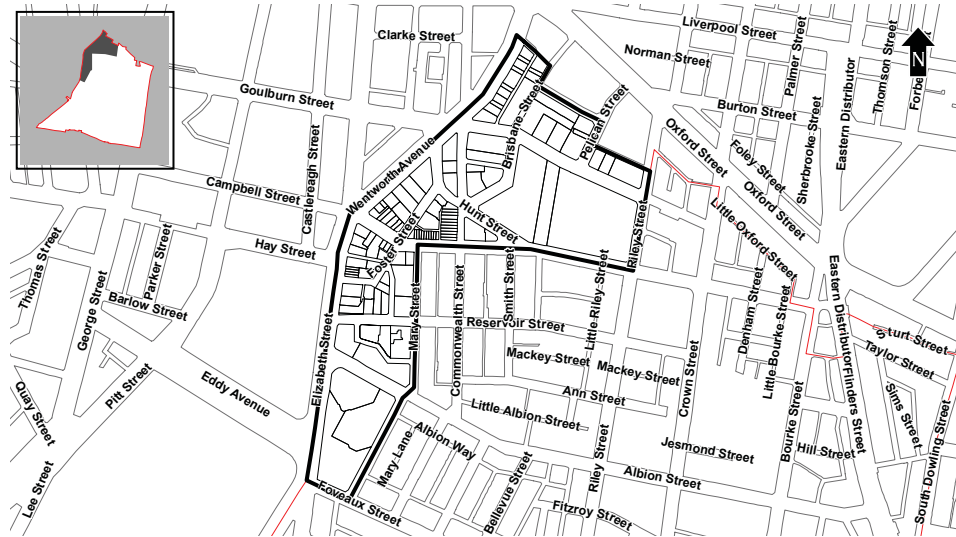 Liverpool Street
Clarke Street
Norman Street
Palmer Street
Eastern Distributor
Thomson Street
Forbe
N
Goulburn Street
Burton Street
Brisbane Street
Pelican Street
Oxford Street
Foley Street
Sherbrooke Street
Castlereagh Street
Wentworth Avenue
Campbell Street
Oxford Street
Little Oxford Street
Hunt Street
Foster Street
Riley Street
Hay Street
Thomas Street
George Street
Parker Street
Barlow Street
Elizabeth Street
Mary Street
Commonwealth Street
Smith Street
Little Riley Street
Reservoir Street
Denham Street
Little Bourke Street
Eastern Distributor
Flinders Street
Sturt Street
Taylor Street
Sims Street
South Dowling Street
Mackey Street
Mackey Street
Crown Street
Ann Street
Pitt Street
Eddy Avenue
Quay Street
Little Albion Street
Albion Way
Mary Lane
Riley Street
Jesmond Street
Bourke Street
Hill Street
Albion Street
Lee Street
Foveaux Street
Bellevue Street
Fitzroy Street